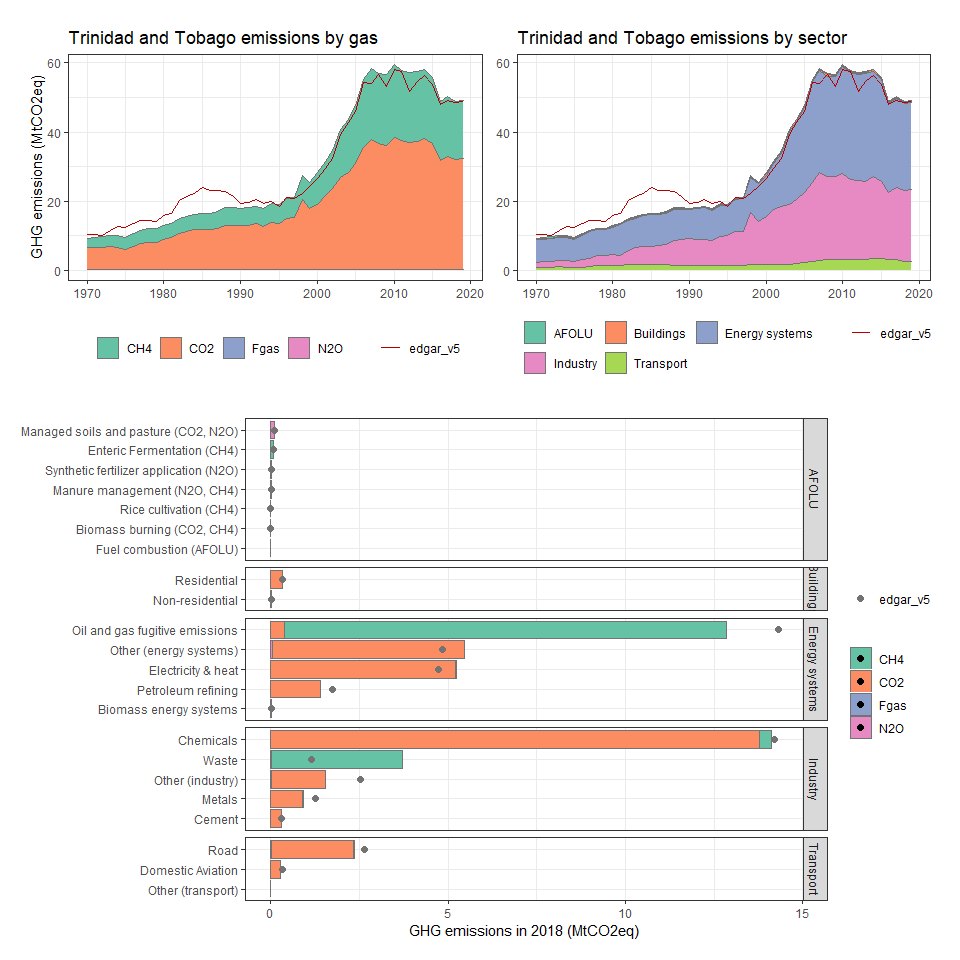 Trinidad and Tobago emissions by gas
GHG emissions (MtCO2eq)
60
40
20
0
1970
1980
1990
2000
2010
2020
CH4
CO2
Fgas
N2O
edgar_v5
Trinidad and Tobago emissions by sector
60
40
20
0
1970
1980
1990
2000
2010
2020
AFOLU
Buildings
Energy systems
edgar_v5
Industry
Transport
Managed soils and pasture (CO2, N2O)
Enteric Fermentation (CH4)
Synthetic fertilizer application (N2O)
Manure management (N2O, CH4)
Rice cultivation (CH4)
Biomass burning (CO2, CH4)
Fuel combustion (AFOLU)
AFOLU
Residential
Non-residential
Building
Oil and gas fugitive emissions
Other (energy systems)
Electricity & heat
Petroleum refining
Biomass energy systems
Energy systems
Chemicals
Waste
Other (industry)
Metals
Cement
Industry
Road
Domestic Aviation
Other (transport)
Transport
0
5
10
15
GHG emissions in 2018 (MtCO2eq)
edgar_v5
CH4
CO2
Fgas
N2O